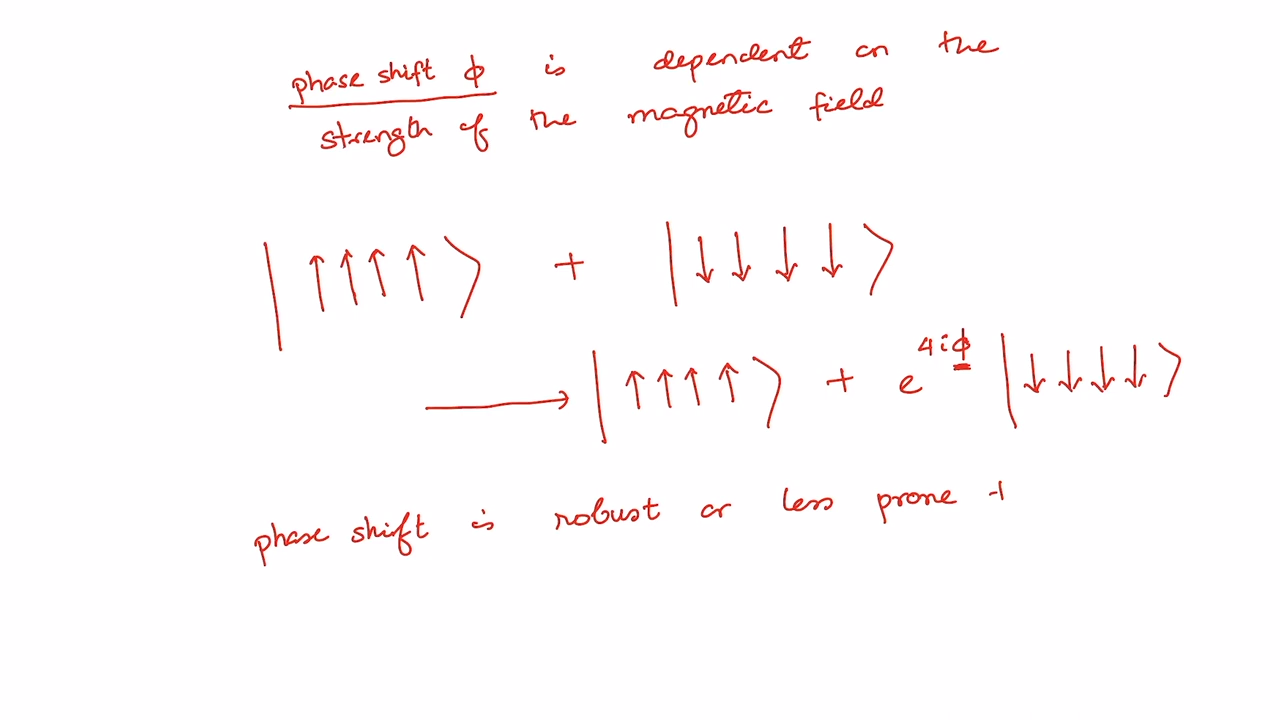 phase shift ϕ is dependent on the
strength of the magnetic field
| ↑↑↑↑ ⟩ + | ↓↓↓↓ ⟩
⟶ | ↑↑↑↑ ⟩ + e^{4iϕ} | ↓↓↓↓ ⟩
phase shift is robust or less prone